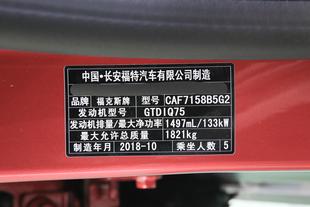 中国·长安福特汽车有限公司制造
品牌 福克斯牌 型号 CAF7158B5G2
发动机型号 GTDIQ75
发动机排量/最大净功率 1497mL/133kW
最大允许总质量 1821kg
制造年月 2018-10 乘坐人数 5